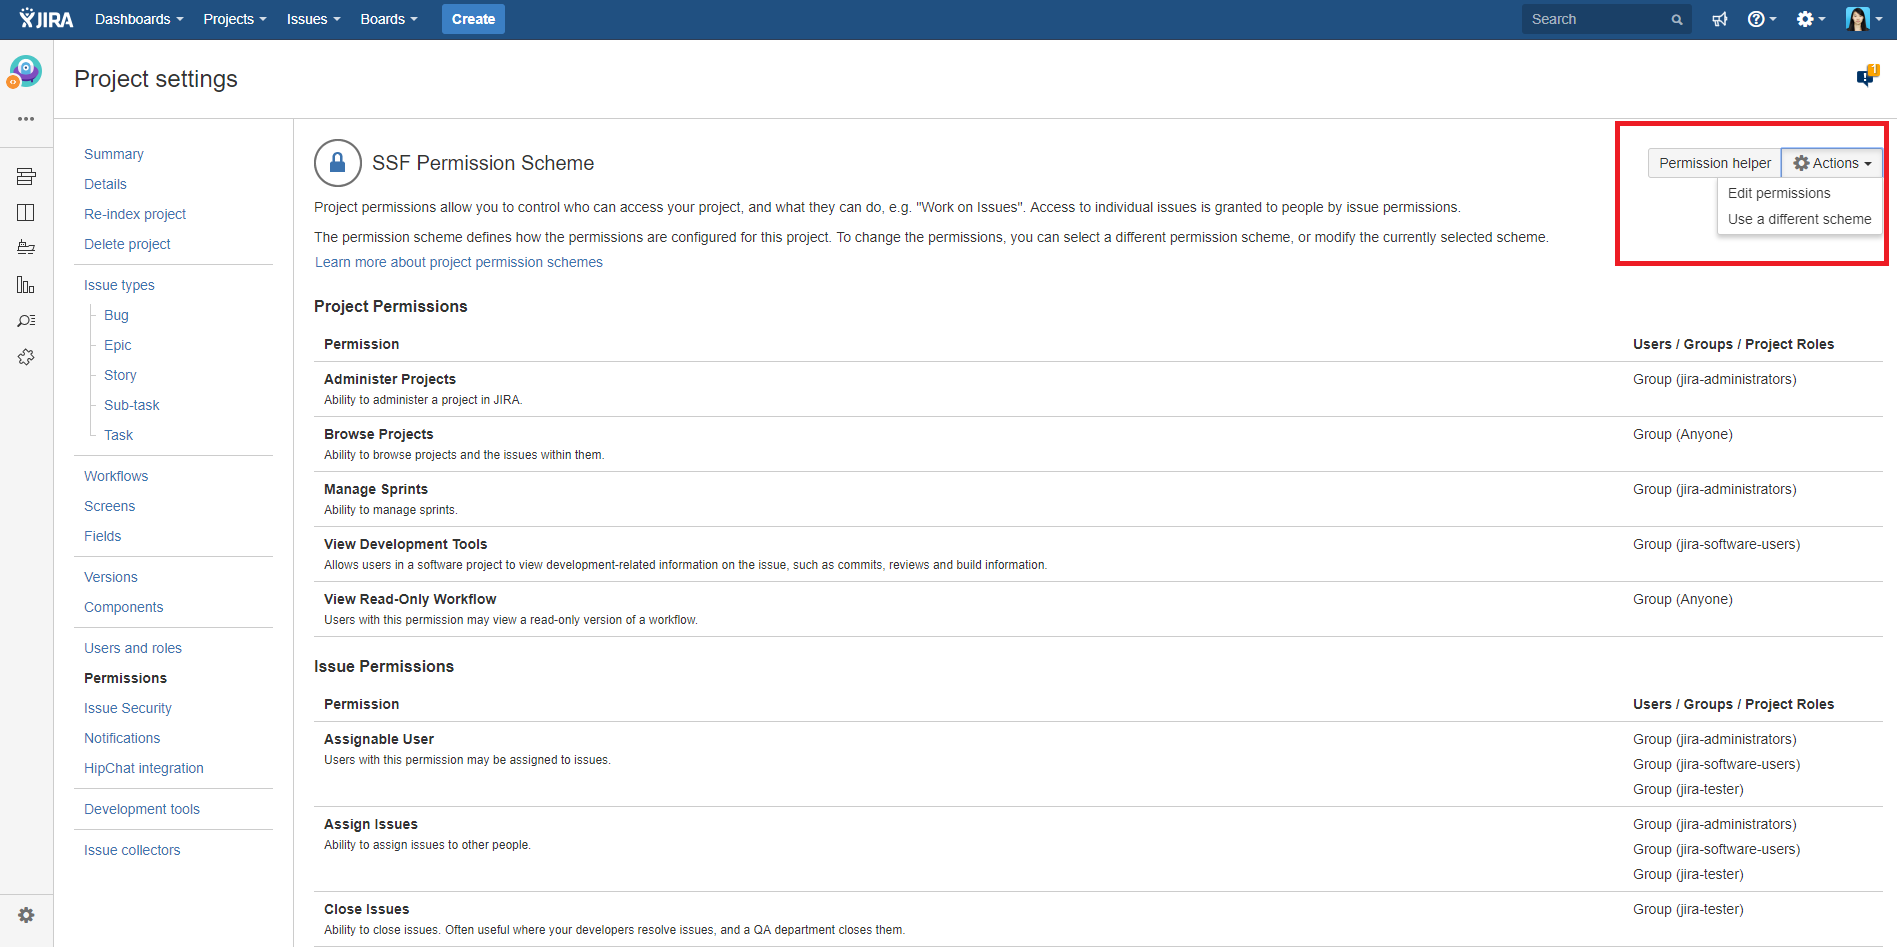 JIRA Dashboards Projects Issues Boards Create Search
Project settings
1
Summary
Details
Re-index project
Delete project
Issue types
Bug
Epic
Story
Sub-task
Task
Workflows
Screens
Fields
Versions
Components
Users and roles
Permissions
Issue Security
Notifications
HipChat integration
Development tools
Issue collectors
SSF Permission Scheme
Permission helper Actions
Edit permissions
Use a different scheme
Project permissions allow you to control who can access your project, and what they can do, e.g. "Work on Issues". Access to individual issues is granted to people by issue permissions.
The permission scheme defines how the permissions are configured for this project. To change the permissions, you can select a different permission scheme, or modify the currently selected scheme.
Learn more about project permission schemes
Project Permissions
Permission Users / Groups / Project Roles
Administer Projects Group (jira-administrators)
Ability to administer a project in JIRA.
Browse Projects Group (Anyone)
Ability to browse projects and the issues within them.
Manage Sprints Group (jira-administrators)
Ability to manage sprints.
View Development Tools Group (jira-software-users)
Allows users in a software project to view development-related information on the issue, such as commits, reviews and build information.
View Read-Only Workflow Group (Anyone)
Users with this permission may view a read-only version of a workflow.
Issue Permissions
Permission Users / Groups / Project Roles
Assignable User Group (jira-administrators)
Users with this permission may be assigned to issues.
Group (jira-software-users)
Group (jira-tester)
Assign Issues Group (jira-administrators)
Ability to assign issues to other people.
Group (jira-software-users)
Group (jira-tester)
Close Issues Group (jira-tester)
Ability to close issues. Often useful where your developers resolve issues, and a QA department closes them.